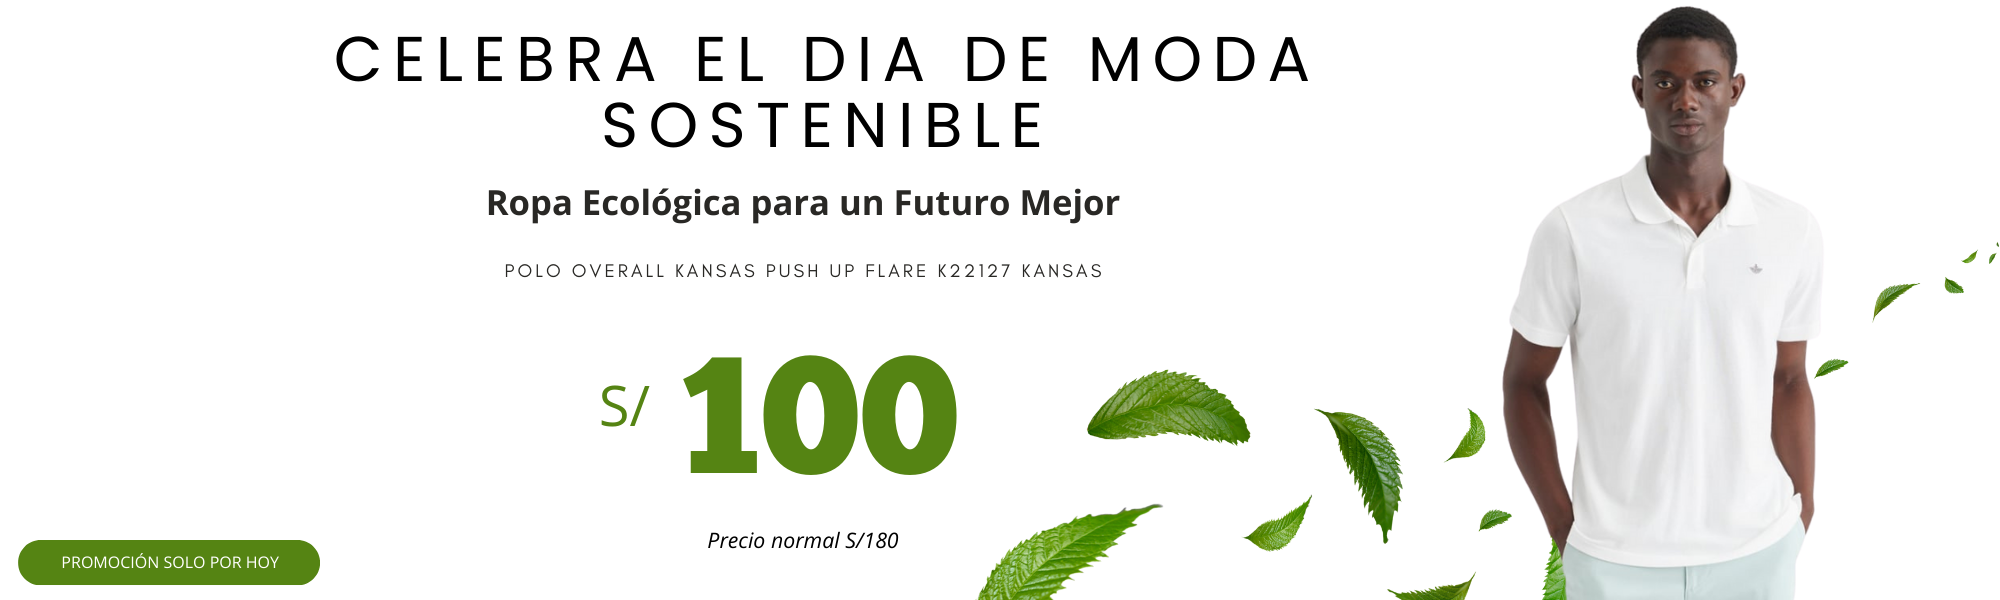 CELEBRA EL DIA DE MODA
SOSTENIBLE
Ropa Ecológica para un Futuro Mejor
POLO OVERALL KANSAS PUSH UP FLARE K22127 KANSAS
S/ 100
Precio normal S/180
PROMOCIÓN SOLO POR HOY